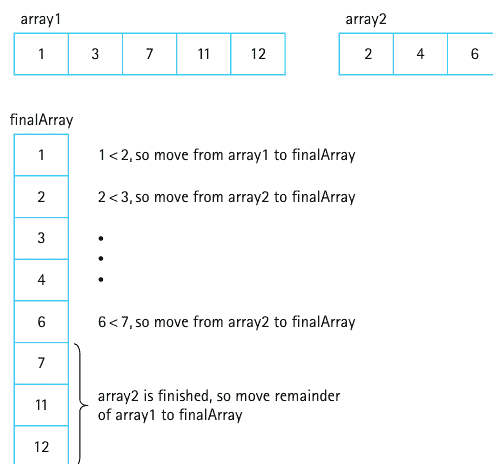 array1 array2
1 3 7 11 12 2 4 6
finalArray
1 1 < 2, so move from array1 to finalArray
2 2 < 3, so move from array2 to finalArray
3
4
6 6 < 7, so move from array2 to finalArray
7
array2 is finished, so move remainder
11 of array1 to finalArray
12